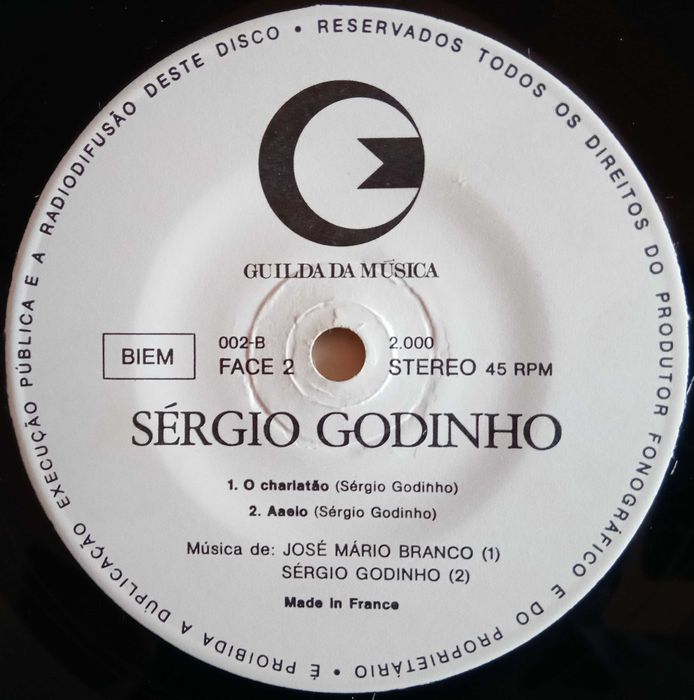 RESERVADOS TODOS OS DIREITOS DO PRODUTOR FONOGRÁFICO E DO PROPRIETÁRIO • É PROIBIDA A DUPLICAÇÃO EXECUÇÃO PÚBLICA E A RADIODIFUSÃO DESTE DISCO •
GUILDA DA MÚSICA
BIEM
002-B
FACE 2
2.000
STEREO 45 RPM
SÉRGIO GODINHO
1. O charlatão (Sérgio Godinho)
2. Aaeio (Sérgio Godinho)
Música de: JOSÉ MÁRIO BRANCO (1)
SÉRGIO GODINHO (2)
Made in France